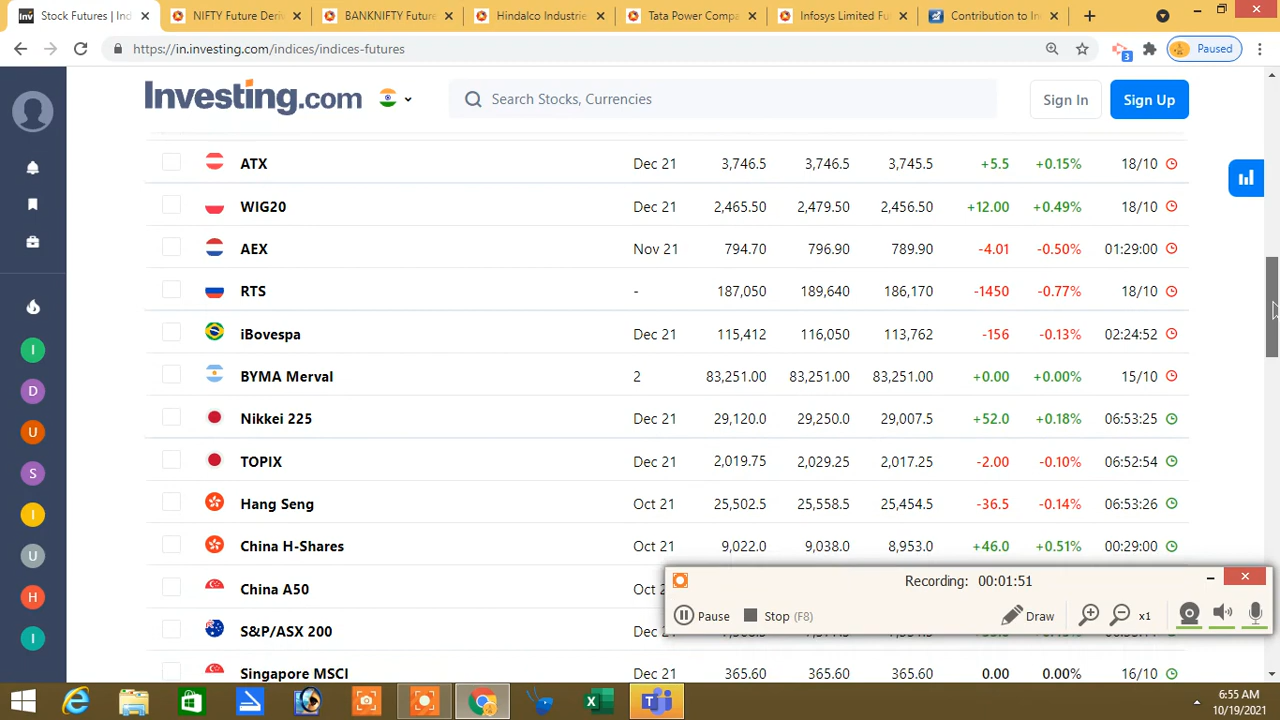 Stock Futures | Ind
NIFTY Future Deri
BANKNIFTY Future
Hindalco Industrie
Tata Power Compa
Infosys Limited Fu
Contribution to In
https://in.investing.com/indices/indices-futures
3
Paused
Investing.com
Search Stocks, Currencies
Sign In
Sign Up
ATX Dec 21 3,746.5 3,746.5 3,745.5 +5.5 +0.15% 18/10
WIG20 Dec 21 2,465.50 2,479.50 2,456.50 +12.00 +0.49% 18/10
AEX Nov 21 794.70 796.90 789.90 -4.01 -0.50% 01:29:00
RTS - 187,050 189,640 186,170 -1450 -0.77% 18/10
iBovespa Dec 21 115,412 116,050 113,762 -156 -0.13% 02:24:52
BYMA Merval 2 83,251.00 83,251.00 83,251.00 +0.00 +0.00% 15/10
Nikkei 225 Dec 21 29,120.0 29,250.0 29,007.5 +52.0 +0.18% 06:53:25
TOPIX Dec 21 2,019.75 2,029.25 2,017.25 -2.00 -0.10% 06:52:54
Hang Seng Oct 21 25,502.5 25,558.5 25,454.5 -36.5 -0.14% 06:53:26
China H-Shares Oct 21 9,022.0 9,038.0 8,953.0 +46.0 +0.51% 00:29:00
China A50 Oct 2
S&P/ASX 200 Dec
Singapore MSCI Dec 21 365.60 365.60 365.60 0.00 0.00% 16/10
I
D
U
S
I
U
H
I
Recording: 00:01:51
Pause
Stop (F8)
Draw
x1
6:55 AM
10/19/2021